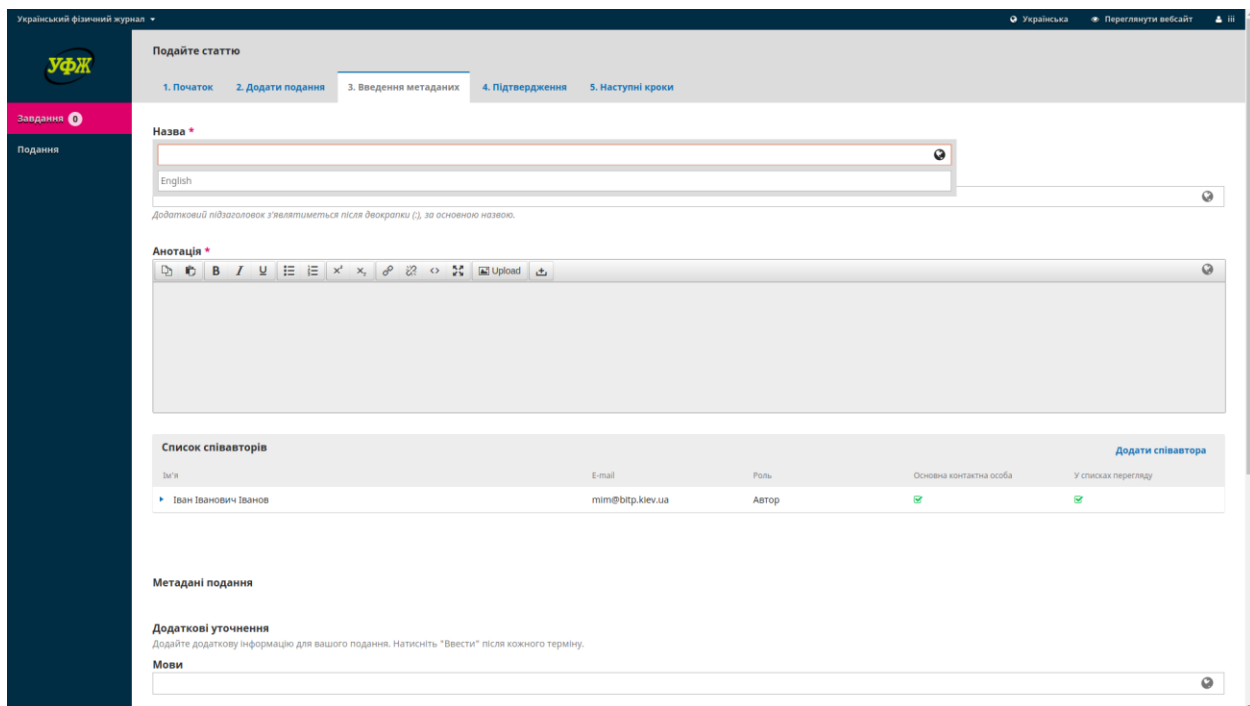 Український фізичний журнал
Українська Переглянути вебсайт iii
УФЖ
Подайте статтю
1. Початок 2. Додати подання 3. Введення метаданих 4. Підтвердження 5. Наступні кроки
Завдання 0
Подання
Назва *
English
Додатковий підзаголовок з'являтиметься після двокрапки (:), за основною назвою.
Анотація *
B I U x² x₂ Upload
Список співавторів
Додати співавтора
Ім'я E-mail Роль Основна контактна особа У списках перегляду
Іван Іванович Іванов mim@bitp.kiev.ua Автор
Метадані подання
Додаткові уточнення
Додайте додаткову інформацію для вашого подання. Натисніть "Ввести" після кожного терміну.
Мови